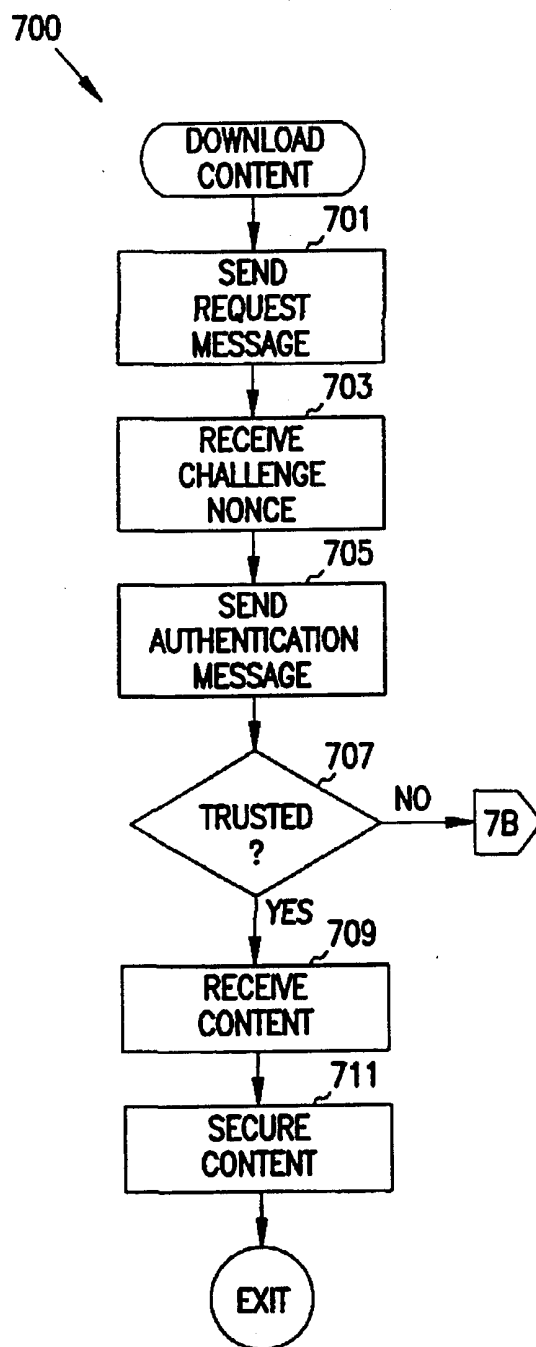 700
DOWNLOAD
CONTENT
701
SEND
REQUEST
MESSAGE
703
RECEIVE
CHALLENGE
NONCE
705
SEND
AUTHENTICATION
MESSAGE
707
TRUSTED
?
NO
7B
YES
709
RECEIVE
CONTENT
711
SECURE
CONTENT
EXIT